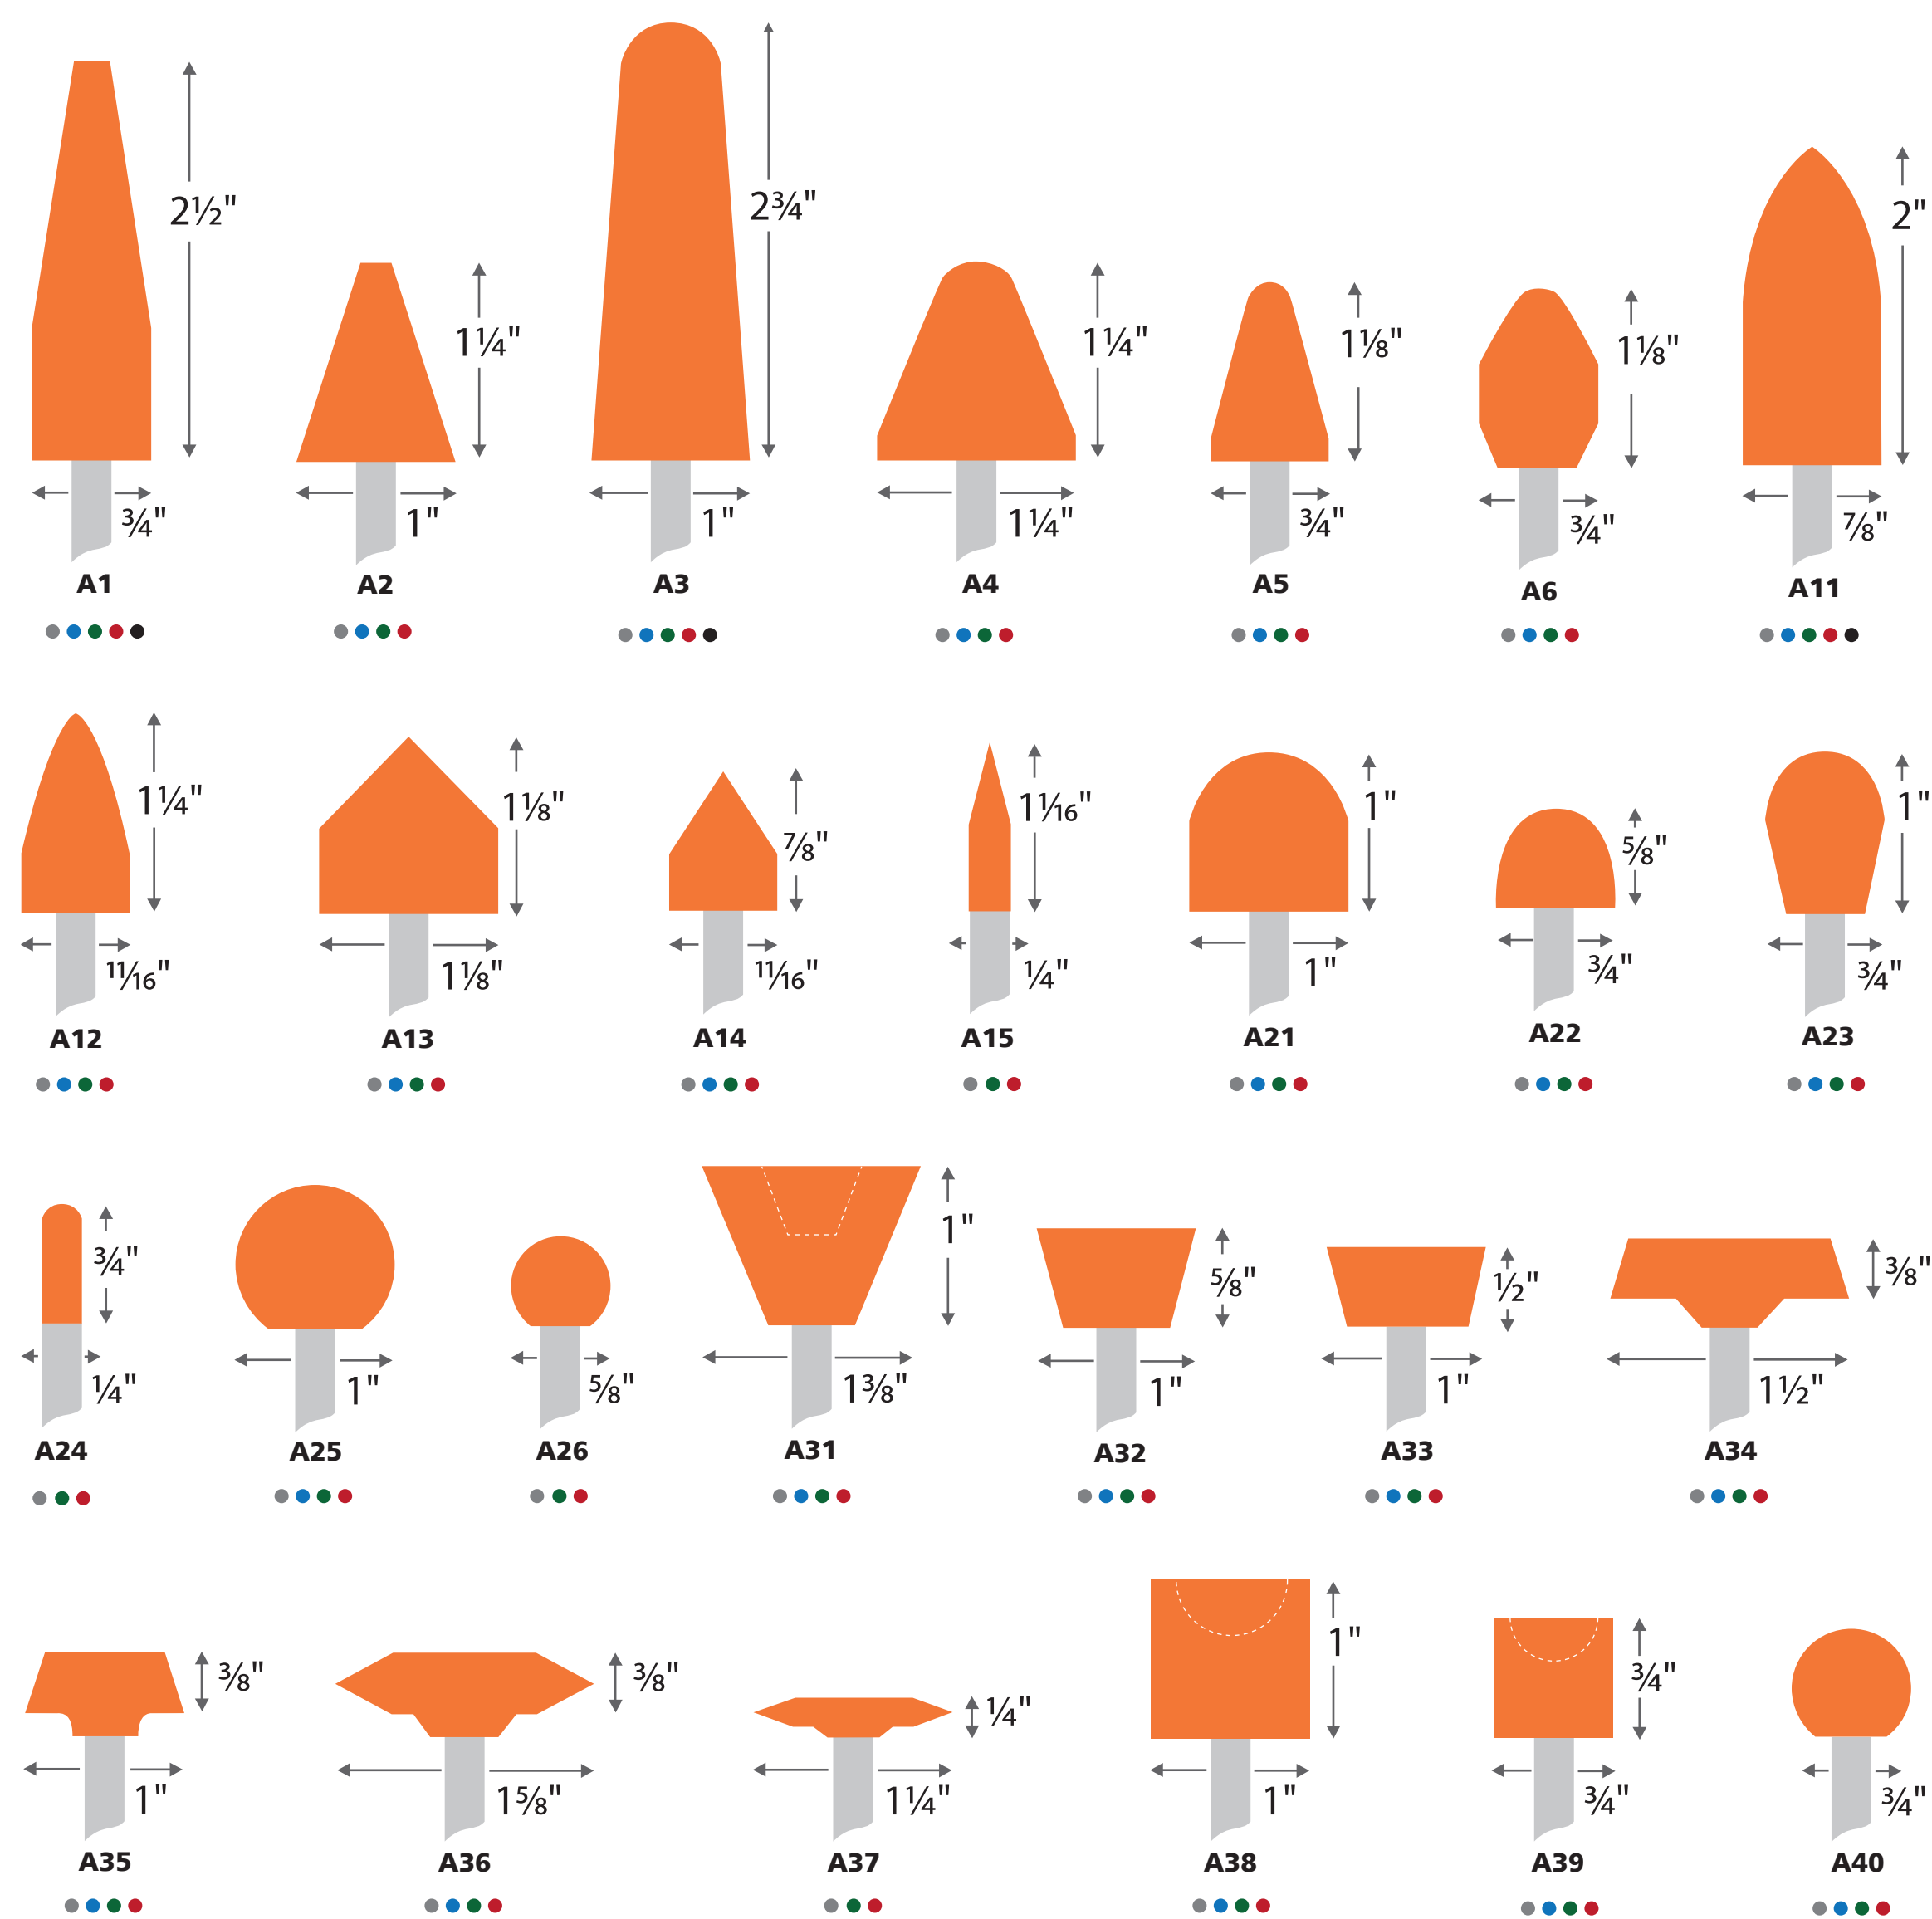 2½"
¾"
A1
1¼"
1"
A2
2¾"
1"
A3
1¼"
1¼"
A4
1⅛"
¾"
A5
1⅛"
¾"
A6
2"
⅞"
A11
1¼"
11⁄16"
A12
1⅛"
1⅛"
A13
⅞"
11⁄16"
A14
1 1⁄16"
¼"
A15
1"
1"
A21
⅝"
¾"
A22
1"
¾"
A23
¾"
¼"
A24
1"
A25
⅝"
A26
1"
1⅜"
A31
⅝"
1"
A32
½"
1"
A33
⅜"
1½"
A34
⅜"
1"
A35
⅜"
1⅝"
A36
¼"
1¼"
A37
1"
1"
A38
¾"
¾"
A39
¾"
A40